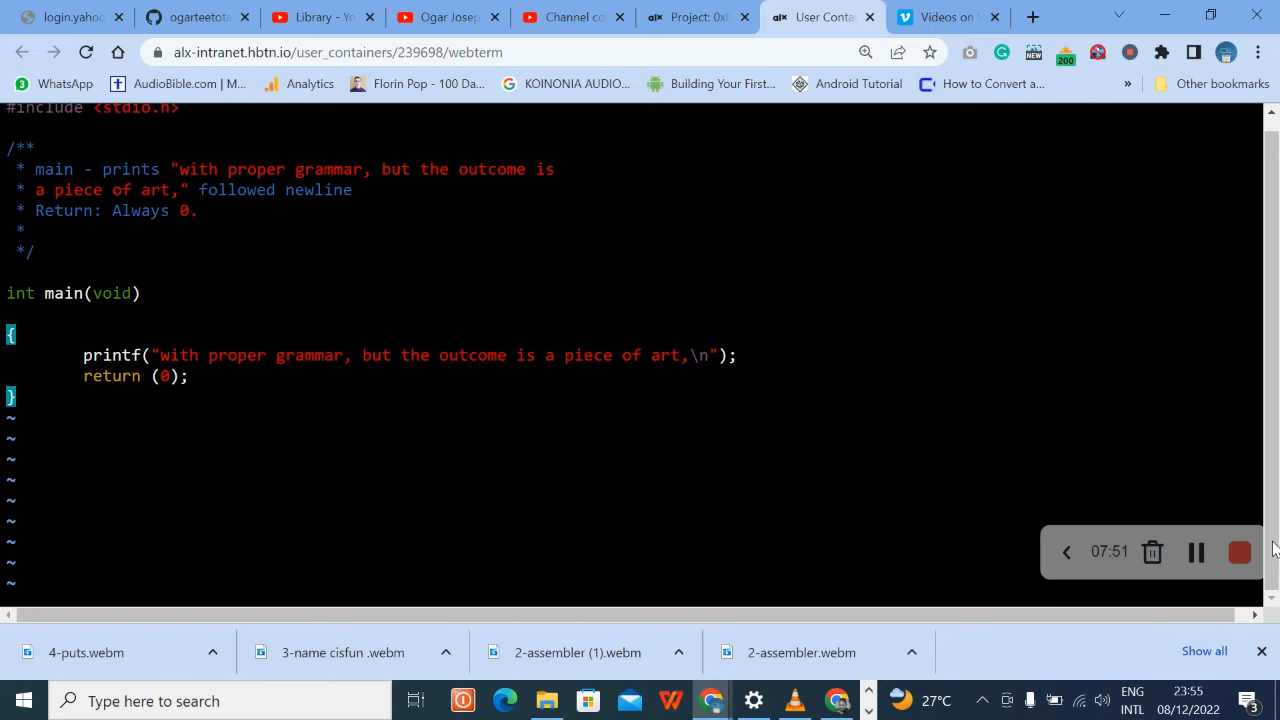 login.yahoo
ogarteetote
Library - Yo
Ogar Josep
Channel co
Project: 0x0
User Contai
Videos on V
alx-intranet.hbtn.io/user_containers/239698/webterm
NEW
200
3 WhatsApp
AudioBible.com | M...
Analytics
Florin Pop - 100 Da...
KOINONIA AUDIO...
Building Your First...
Android Tutorial
How to Convert a...
»
Other bookmarks
#include <stdio.h>
/**
* main - prints "with proper grammar, but the outcome is
* a piece of art," followed newline
* Return: Always 0.
*
*/
int main(void)
{
printf("with proper grammar, but the outcome is a piece of art,\n");
return (0);
}
~
~
~
~
~
~
~
~
~
07:51
4-puts.webm
3-name cisfun .webm
2-assembler (1).webm
2-assembler.webm
Show all
Type here to search
27°C
ENG
INTL
23:55
08/12/2022
3